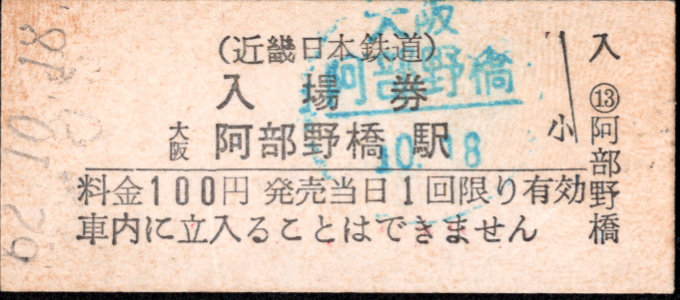 62.10.18
(近畿日本鉄道)
入場券
大阪 阿部野橋駅
小
料金100円 発売当日1回限り有効
車内に立入ることはできません
入 ⑬ 阿部野橋
大阪
阿部野橋
10.18